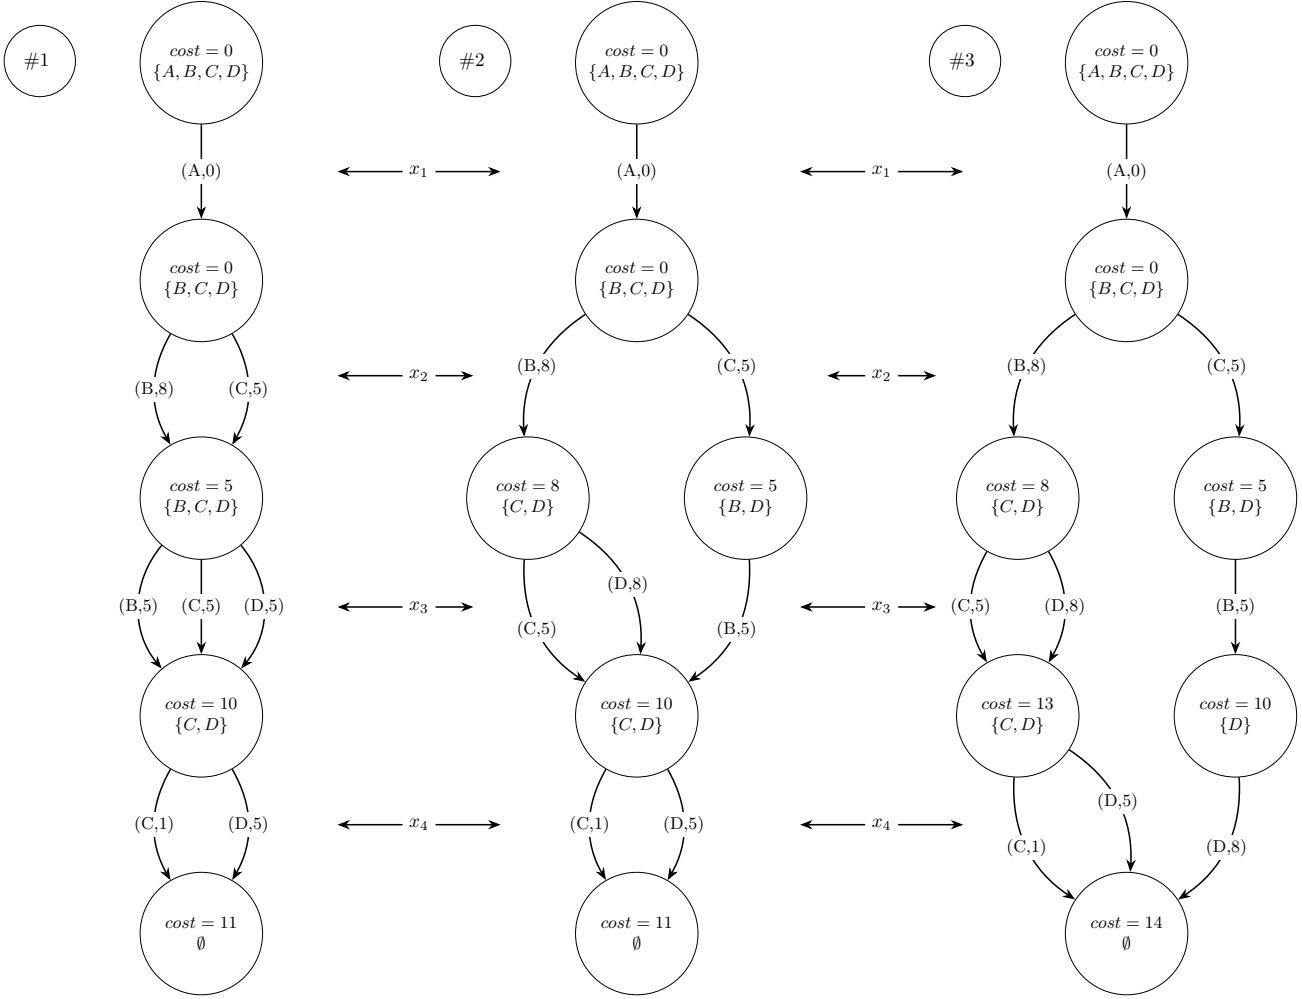 #1
cost = 0
{A, B, C, D}
#2
cost = 0
{A, B, C, D}
#3
cost = 0
{A, B, C, D}
(A,0)
x₁
(A,0)
x₁
(A,0)
cost = 0
{B, C, D}
cost = 0
{B, C, D}
cost = 0
{B, C, D}
(B,8)
(C,5)
x₂
(B,8)
(C,5)
x₂
(B,8)
(C,5)
cost = 5
{B, C, D}
cost = 8
{C, D}
cost = 5
{B, D}
cost = 8
{C, D}
cost = 5
{B, D}
(B,5)
(C,5)
(D,5)
x₃
(C,5)
(D,8)
(B,5)
x₃
(C,5)
(D,8)
(B,5)
cost = 10
{C, D}
cost = 10
{C, D}
cost = 13
{C, D}
cost = 10
{D}
(C,1)
(D,5)
x₄
(C,1)
(D,5)
x₄
(C,1)
(D,5)
(D,8)
cost = 11
∅
cost = 11
∅
cost = 14
∅